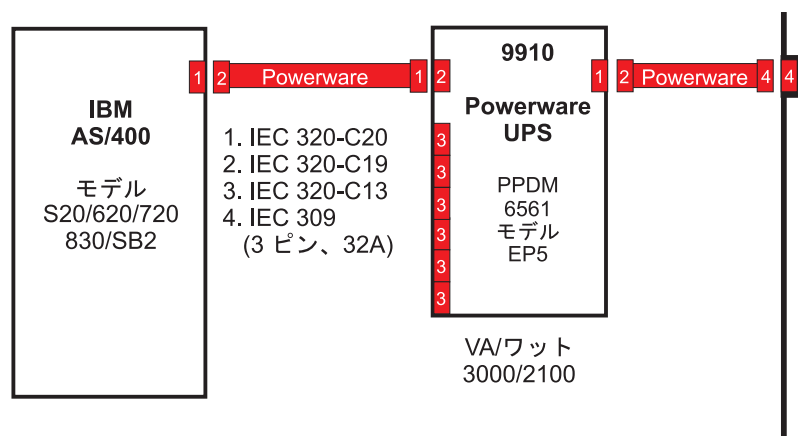 IBM
AS/400
モデル
S20/620/720
830/SB2
1
2 Powerware 1
1. IEC 320-C20
2. IEC 320-C19
3. IEC 320-C13
4. IEC 309
(3 ピン、32A)
9910
Powerware
UPS
PPDM
6561
モデル
EP5
2
3
3
3
3
3
3
1
VA/ワット
3000/2100
2 Powerware 4
4